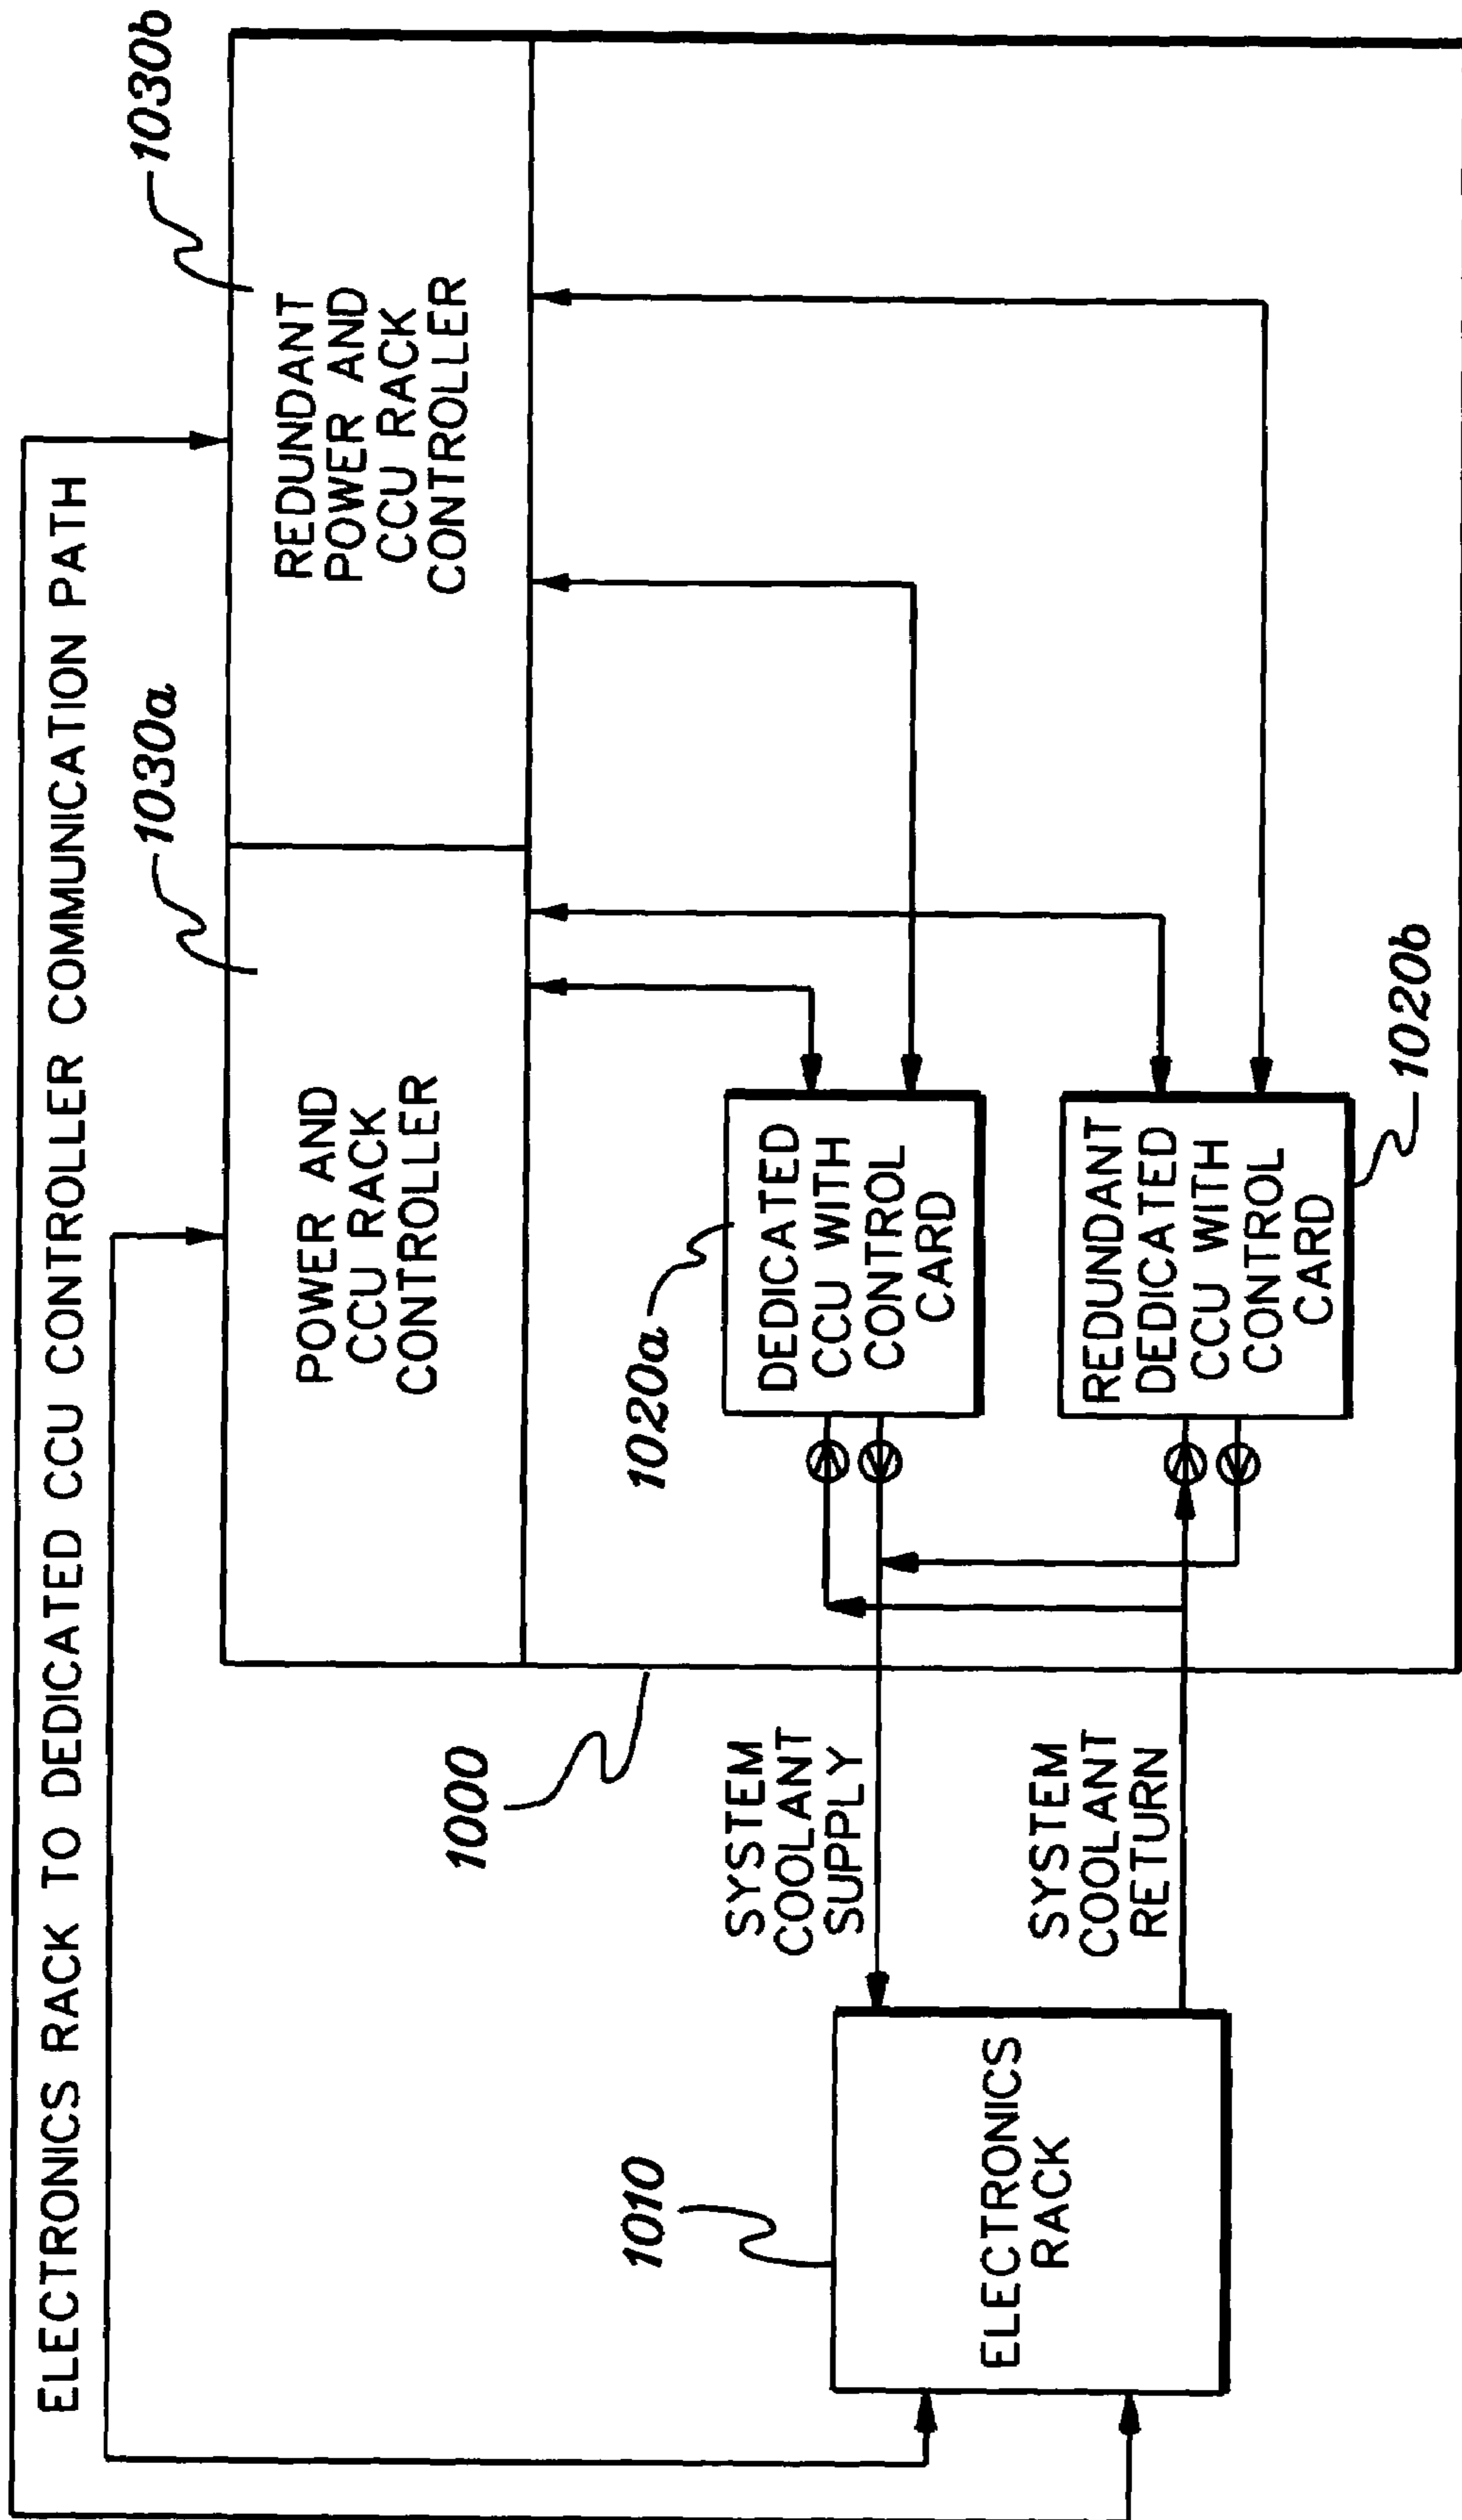 ELECTRONICS RACK TO DEDICATED CCU CONTROLLER COMMUNICATION PATH
1030a
1030b
POWER AND
CCU RACK
CONTROLLER
REDUNDANT
POWER AND
CCU RACK
CONTROLLER
1000
1010
ELECTRONICS
RACK
SYSTEM
COOLANT
SUPPLY
SYSTEM
COOLANT
RETURN
1020a
DEDICATED
CCU WITH
CONTROL
CARD
REDUNDANT
DEDICATED
CCU WITH
CONTROL
CARD
1020b